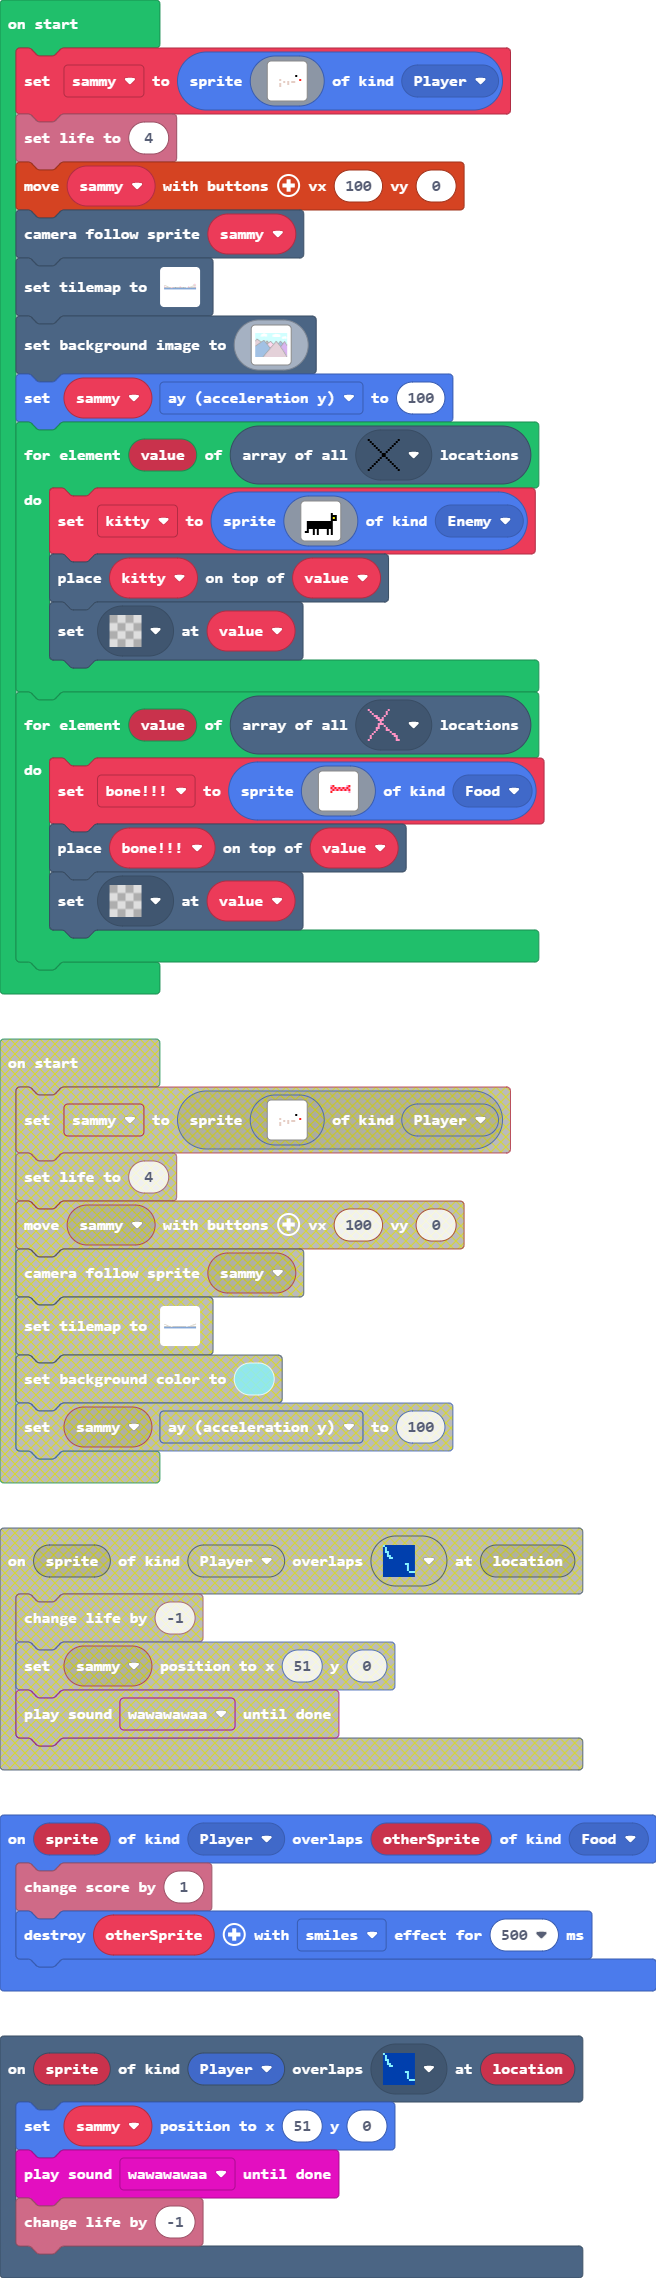 on start
set sammy to sprite of kind Player
set life to 4
move sammy with buttons vx 100 vy 0
camera follow sprite sammy
set tilemap to
set background image to
set sammy ay (acceleration y) to 100
for element value of array of all locations
do
set kitty to sprite of kind Enemy
place kitty on top of value
set at value
for element value of array of all locations
do
set bone!!! to sprite of kind Food
place bone!!! on top of value
set at value
on start
set sammy to sprite of kind Player
set life to 4
move sammy with buttons vx 100 vy 0
camera follow sprite sammy
set tilemap to
set background color to
set sammy ay (acceleration y) to 100
on sprite of kind Player overlaps at location
change life by -1
set sammy position to x 51 y 0
play sound wawawawaa until done
on sprite of kind Player overlaps otherSprite of kind Food
change score by 1
destroy otherSprite with smiles effect for 500 ms
on sprite of kind Player overlaps at location
set sammy position to x 51 y 0
play sound wawawawaa until done
change life by -1